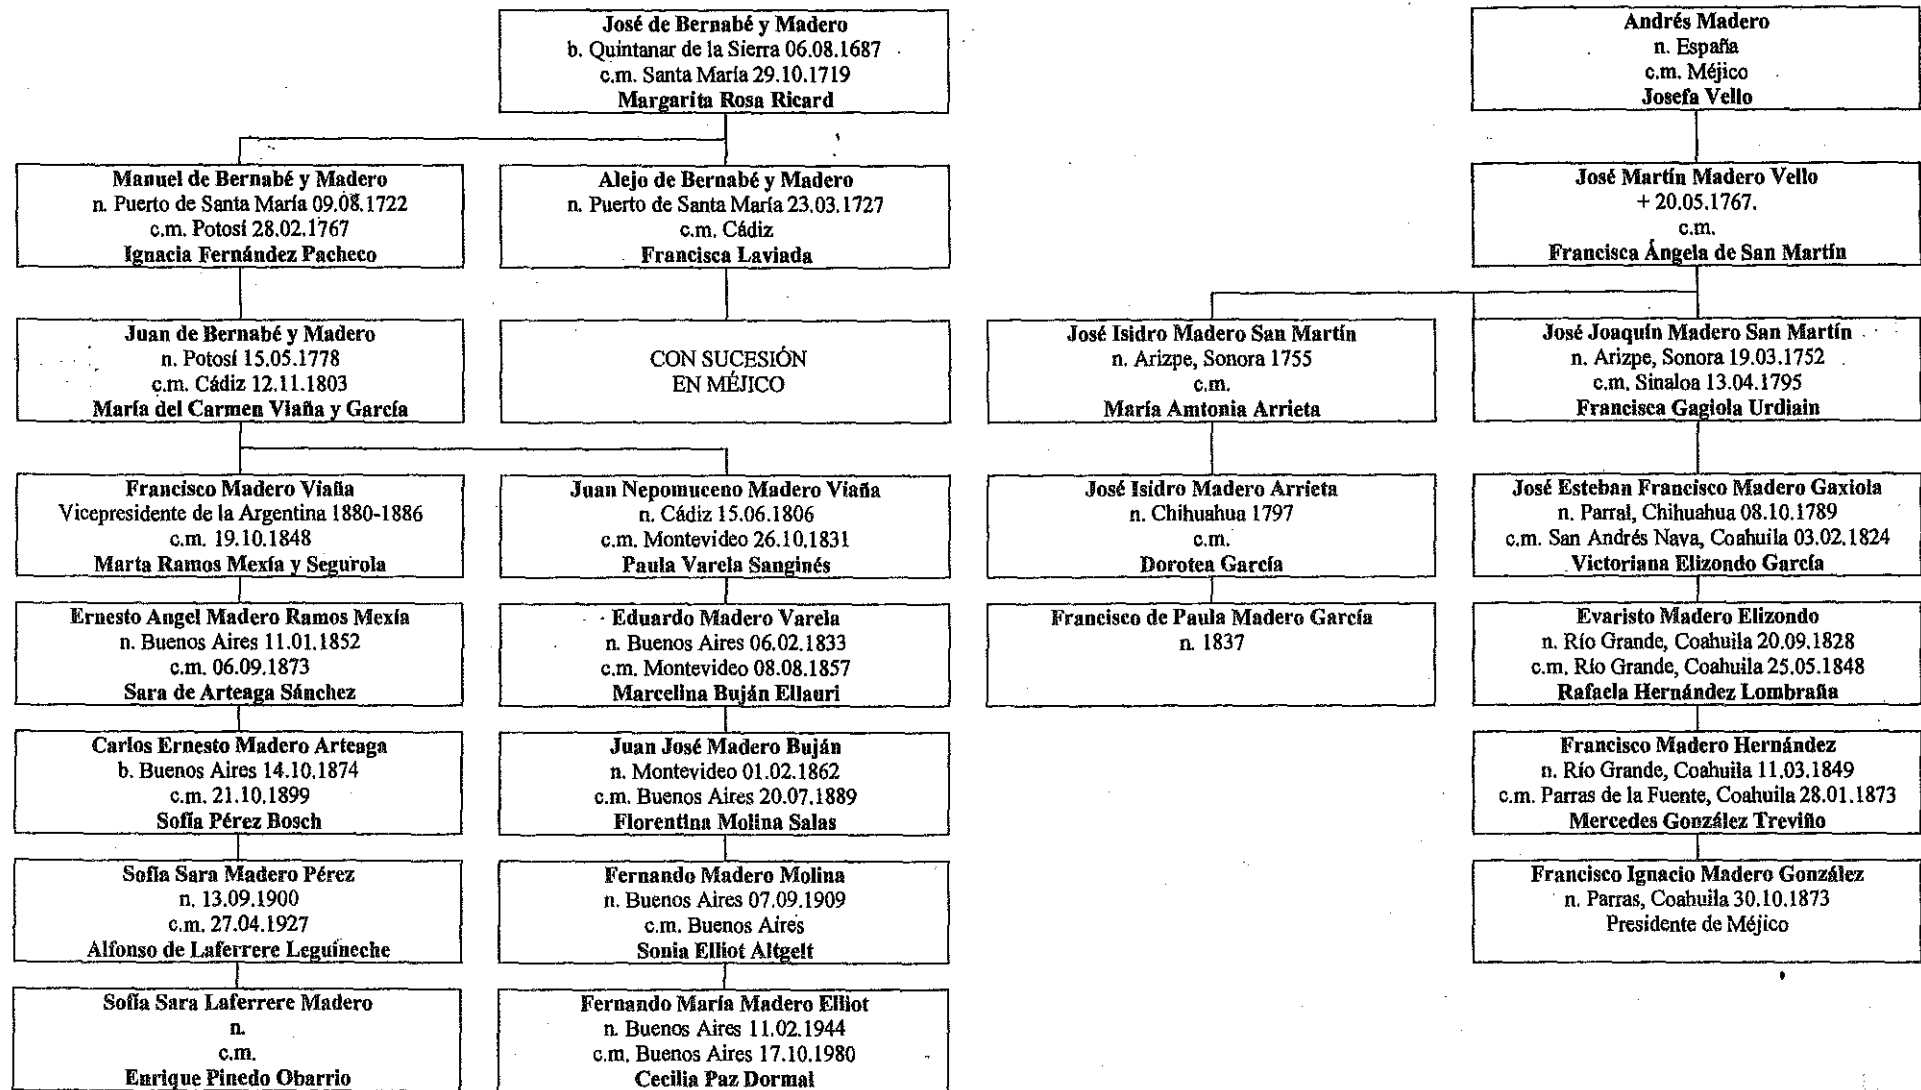 José de Bernabé y Madero
b. Quintanar de la Sierra 06.08.1687
c.m. Santa María 29.10.1719
Margarita Rosa Ricard
Andrés Madero
n. España
c.m. Méjico
Josefa Vello
Manuel de Bernabé y Madero
n. Puerto de Santa María 09.08.1722
c.m. Potosí 28.02.1767
Ignacia Fernández Pacheco
Alejo de Bernabé y Madero
n. Puerto de Santa María 23.03.1727
c.m. Cádiz
Francisca Laviada
José Martín Madero Vello
+ 20.05.1767.
c.m.
Francisca Ángela de San Martín
Juan de Bernabé y Madero
n. Potosí 15.05.1778
c.m. Cádiz 12.11.1803
María del Carmen Viaña y García
CON SUCESIÓN
EN MÉJICO
José Isidro Madero San Martín
n. Arizpe, Sonora 1755
c.m.
María Amtonia Arrieta
José Joaquín Madero San Martín
n. Arizpe, Sonora 19.03.1752
c.m. Sinaloa 13.04.1795
Francisca Gagiola Urdiain
Francisco Madero Viaña
Vicepresidente de la Argentina 1880-1886
c.m. 19.10.1848
Marta Ramos Mexía y Segurola
Juan Nepomuceno Madero Viaña
n. Cádiz 15.06.1806
c.m. Montevideo 26.10.1831
Paula Varela Sanginés
José Isidro Madero Arrieta
n. Chihuahua 1797
c.m.
Dorotea García
José Esteban Francisco Madero Gaxiola
n. Parral, Chihuahua 08.10.1789
c.m. San Andrés Nava, Coahuila 03.02.1824
Victoriana Elizondo García
Ernesto Angel Madero Ramos Mexía
n. Buenos Aires 11.01.1852
c.m. 06.09.1873
Sara de Arteaga Sánchez
Eduardo Madero Varela
n. Buenos Aires 06.02.1833
c.m. Montevideo 08.08.1857
Marcelina Buján Ellauri
Francisco de Paula Madero García
n. 1837
Evaristo Madero Elizondo
n. Río Grande, Coahuila 20.09.1828
c.m. Río Grande, Coahuila 25.05.1848
Rafaela Hernández Lombraña
Carlos Ernesto Madero Arteaga
b. Buenos Aires 14.10.1874
c.m. 21.10.1899
Sofía Pérez Bosch
Juan José Madero Buján
n. Montevideo 01.02.1862
c.m. Buenos Aires 20.07.1889
Florentina Molina Salas
Francisco Madero Hernández
n. Río Grande, Coahuila 11.03.1849
c.m. Parras de la Fuente, Coahuila 28.01.1873
Mercedes González Treviño
Sofía Sara Madero Pérez
n. 13.09.1900
c.m. 27.04.1927
Alfonso de Laferrere Leguineche
Fernando Madero Molina
n. Buenos Aires 07.09.1909
c.m. Buenos Aires
Sonia Elliot Altgelt
Francisco Ignacio Madero González
n. Parras, Coahuila 30.10.1873
Presidente de Méjico
Sofía Sara Laferrere Madero
n.
c.m.
Enrique Pinedo Obarrio
Fernando María Madero Elliot
n. Buenos Aires 11.02.1944
c.m. Buenos Aires 17.10.1980
Cecilia Paz Dormal